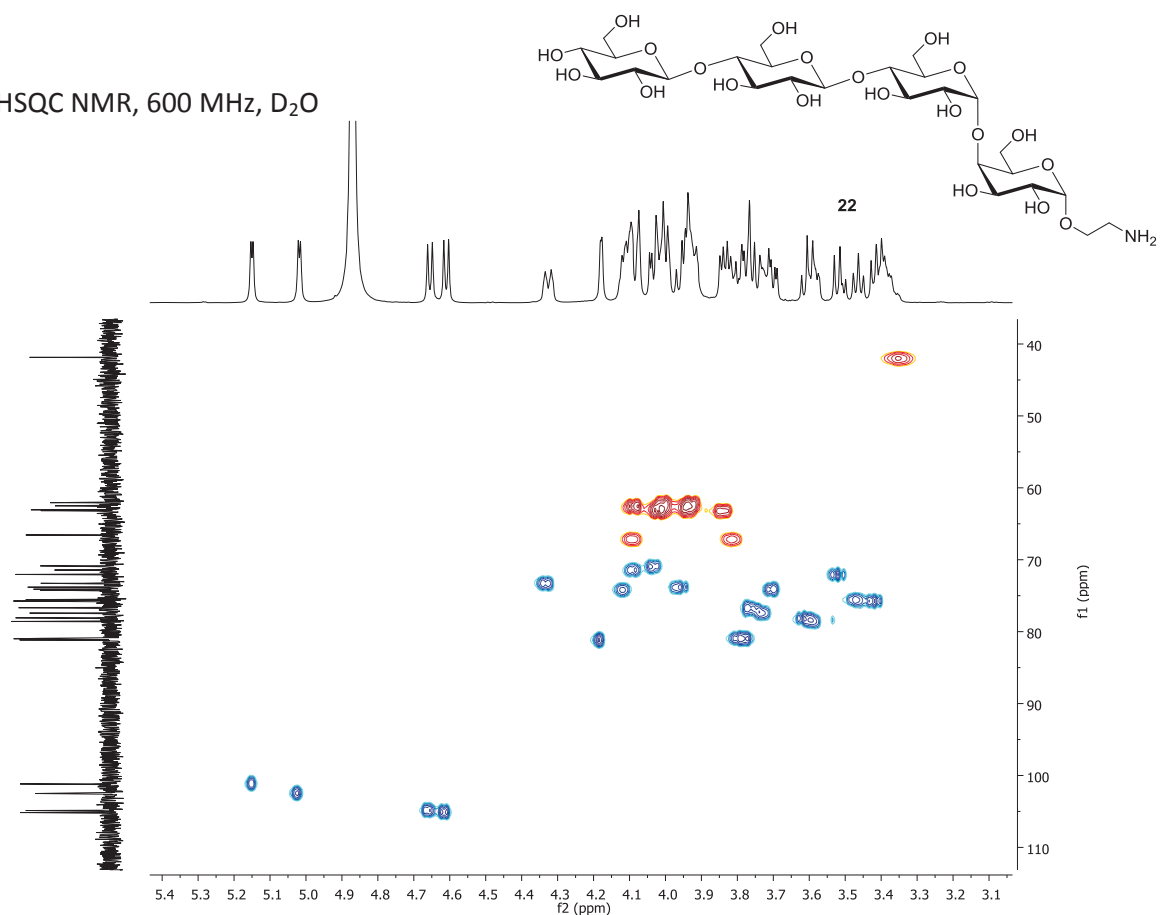 HSQC NMR, 600 MHz, D₂O
OH
O
HO
HO
OH
O
OH
O
HO
OH
O
OH
O
HO
HO
O
OH
O
HO
HO
O
NH₂
22
40
50
60
70
80
90
100
110
f1 (ppm)
5.4 5.3 5.2 5.1 5.0 4.9 4.8 4.7 4.6 4.5 4.4 4.3 4.2 4.1 4.0 3.9 3.8 3.7 3.6 3.5 3.4 3.3 3.2 3.1
f2 (ppm)